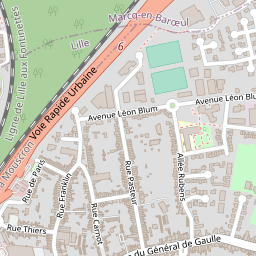 Marcq-en-Barœul
Lille
6
Ligne de Lille aux Fontinettes
Voie Rapide Urbaine
à Mouscron
Avenue Léon Blum
Avenue Léon Blum
Rue de Paris
Rue Franklin
Rue Pasteur
Allée Rubens
Rue Carnot
Rue Thiers
du Général de Gaulle